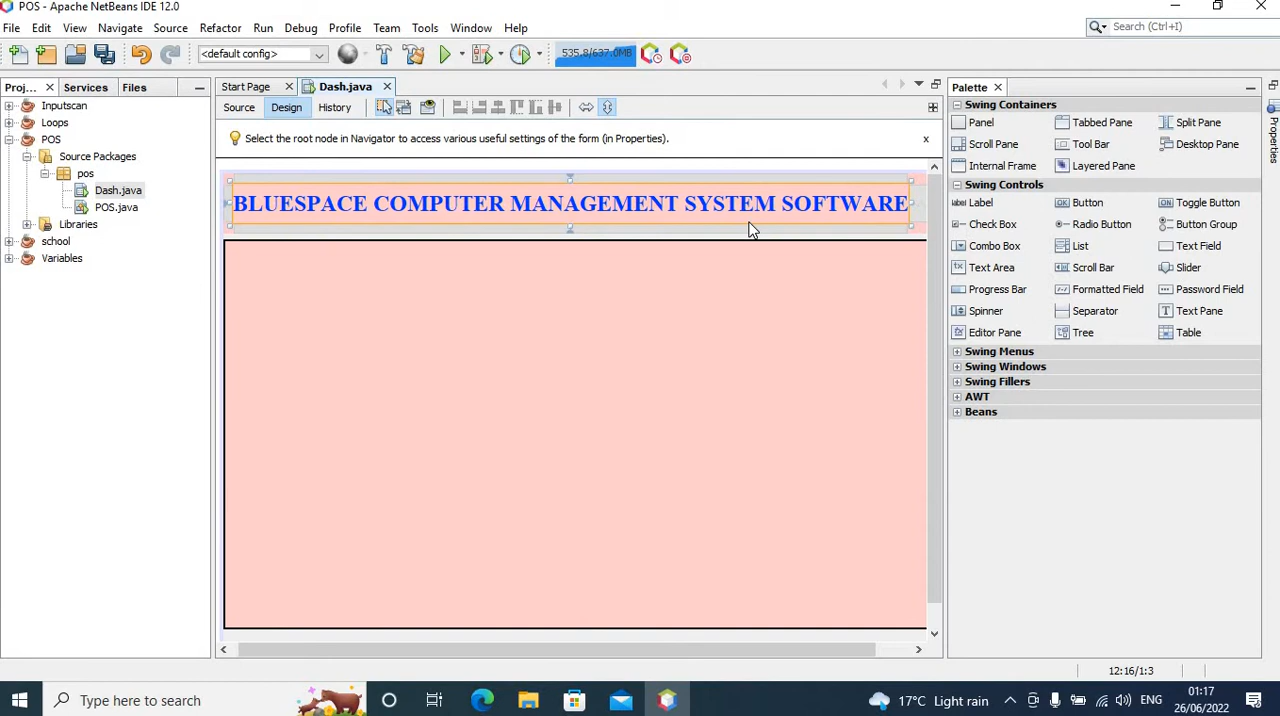 POS - Apache NetBeans IDE 12.0
File Edit View Navigate Source Refactor Run Debug Profile Team Tools Window Help
Search (Ctrl+I)
<default config>
535.8/637.0MB
Proj... Services Files
Start Page Dash.java
Palette
Source Design History
Select the root node in Navigator to access various useful settings of the form (in Properties).
x
Inputscan
Loops
POS
Source Packages
pos
Dash.java
POS.java
Libraries
school
Variables
BLUESPACE COMPUTER MANAGEMENT SYSTEM SOFTWARE
Swing Containers
Panel Tabbed Pane Split Pane
Scroll Pane Tool Bar Desktop Pane
Internal Frame Layered Pane
Swing Controls
label Label Button Toggle Button
Check Box Radio Button Button Group
Combo Box List Text Field
Text Area Scroll Bar Slider
Progress Bar Formatted Field Password Field
Spinner Separator Text Pane
Editor Pane Tree Table
Swing Menus
Swing Windows
Swing Fillers
AWT
Beans
Properties
12:16/1:3
Type here to search
17°C Light rain
ENG
01:17
26/06/2022